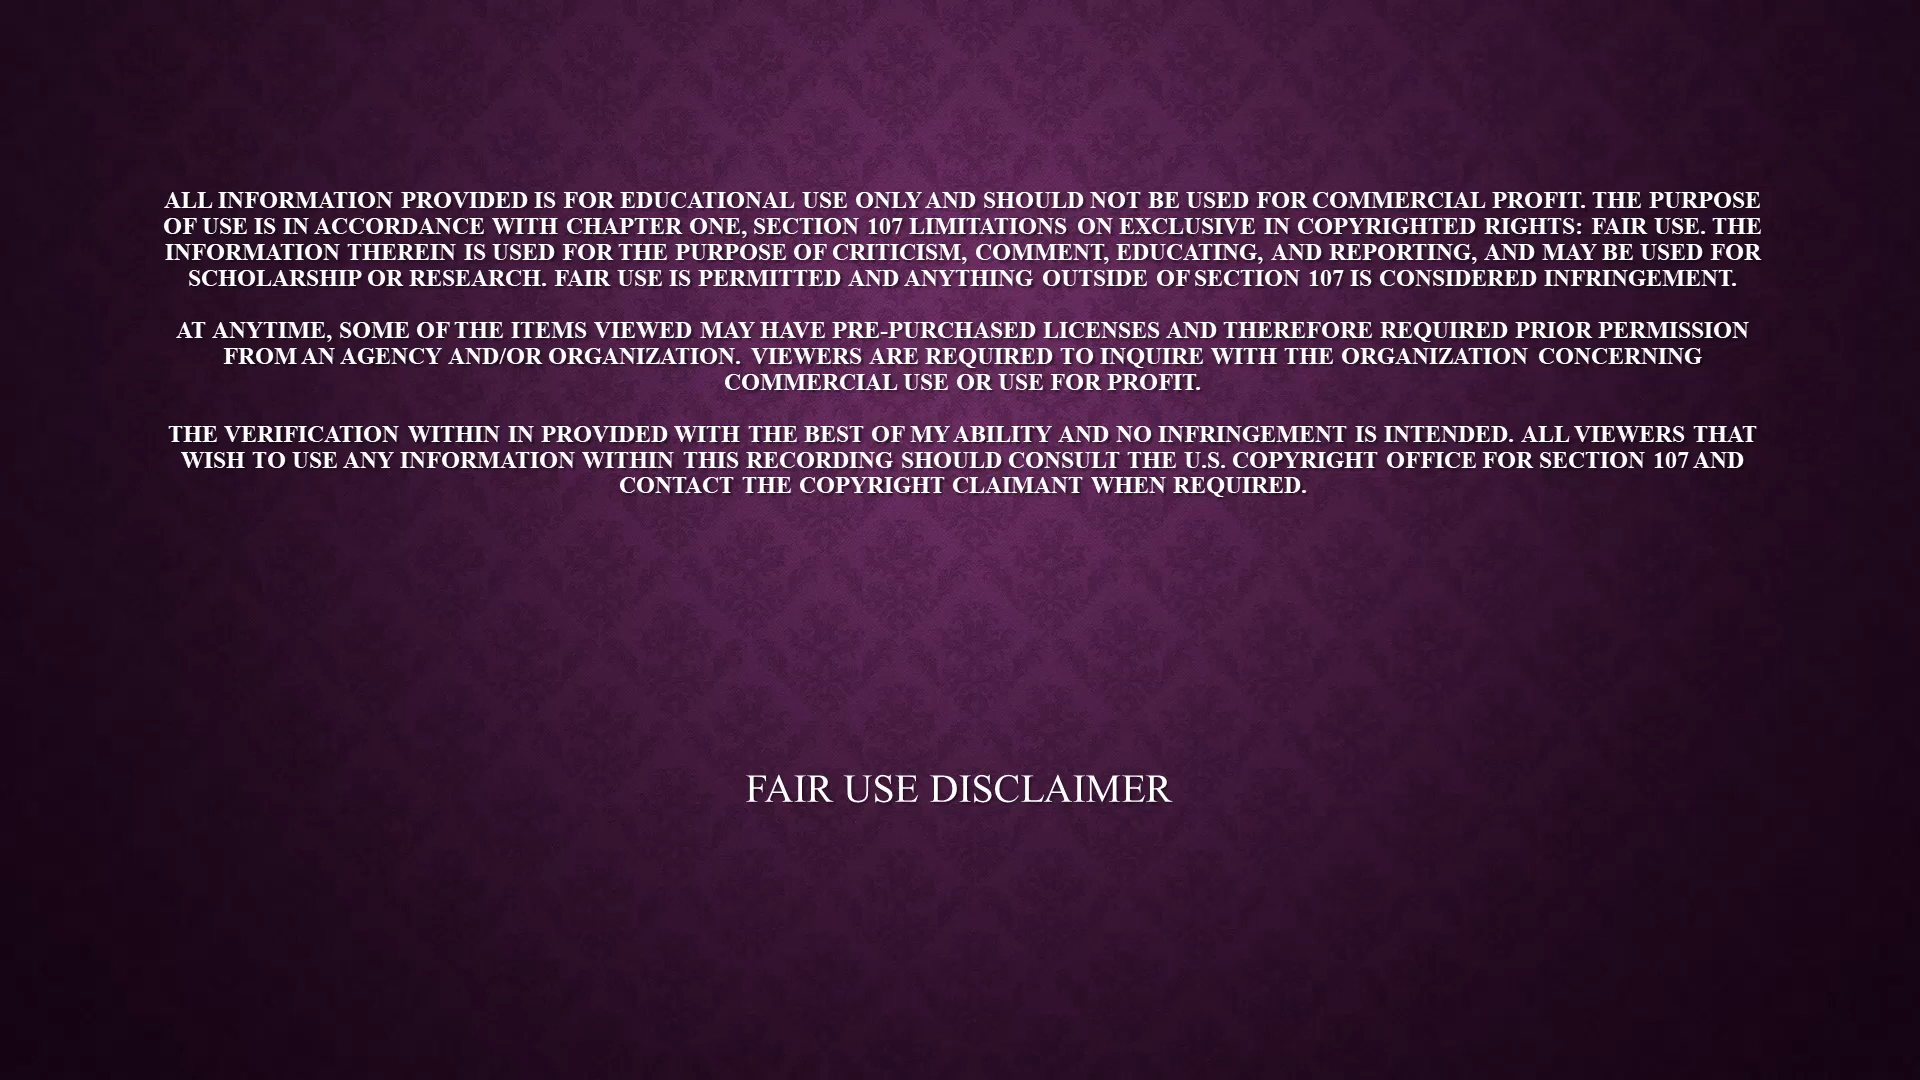 ALL INFORMATION PROVIDED IS FOR EDUCATIONAL USE ONLY AND SHOULD NOT BE USED FOR COMMERCIAL PROFIT. THE PURPOSE
OF USE IS IN ACCORDANCE WITH CHAPTER ONE, SECTION 107 LIMITATIONS ON EXCLUSIVE IN COPYRIGHTED RIGHTS: FAIR USE. THE
INFORMATION THEREIN IS USED FOR THE PURPOSE OF CRITICISM, COMMENT, EDUCATING, AND REPORTING, AND MAY BE USED FOR
SCHOLARSHIP OR RESEARCH. FAIR USE IS PERMITTED AND ANYTHING OUTSIDE OF SECTION 107 IS CONSIDERED INFRINGEMENT.
AT ANYTIME, SOME OF THE ITEMS VIEWED MAY HAVE PRE-PURCHASED LICENSES AND THEREFORE REQUIRED PRIOR PERMISSION
FROM AN AGENCY AND/OR ORGANIZATION. VIEWERS ARE REQUIRED TO INQUIRE WITH THE ORGANIZATION CONCERNING
COMMERCIAL USE OR USE FOR PROFIT.
THE VERIFICATION WITHIN IN PROVIDED WITH THE BEST OF MY ABILITY AND NO INFRINGEMENT IS INTENDED. ALL VIEWERS THAT
WISH TO USE ANY INFORMATION WITHIN THIS RECORDING SHOULD CONSULT THE U.S. COPYRIGHT OFFICE FOR SECTION 107 AND
CONTACT THE COPYRIGHT CLAIMANT WHEN REQUIRED.
FAIR USE DISCLAIMER